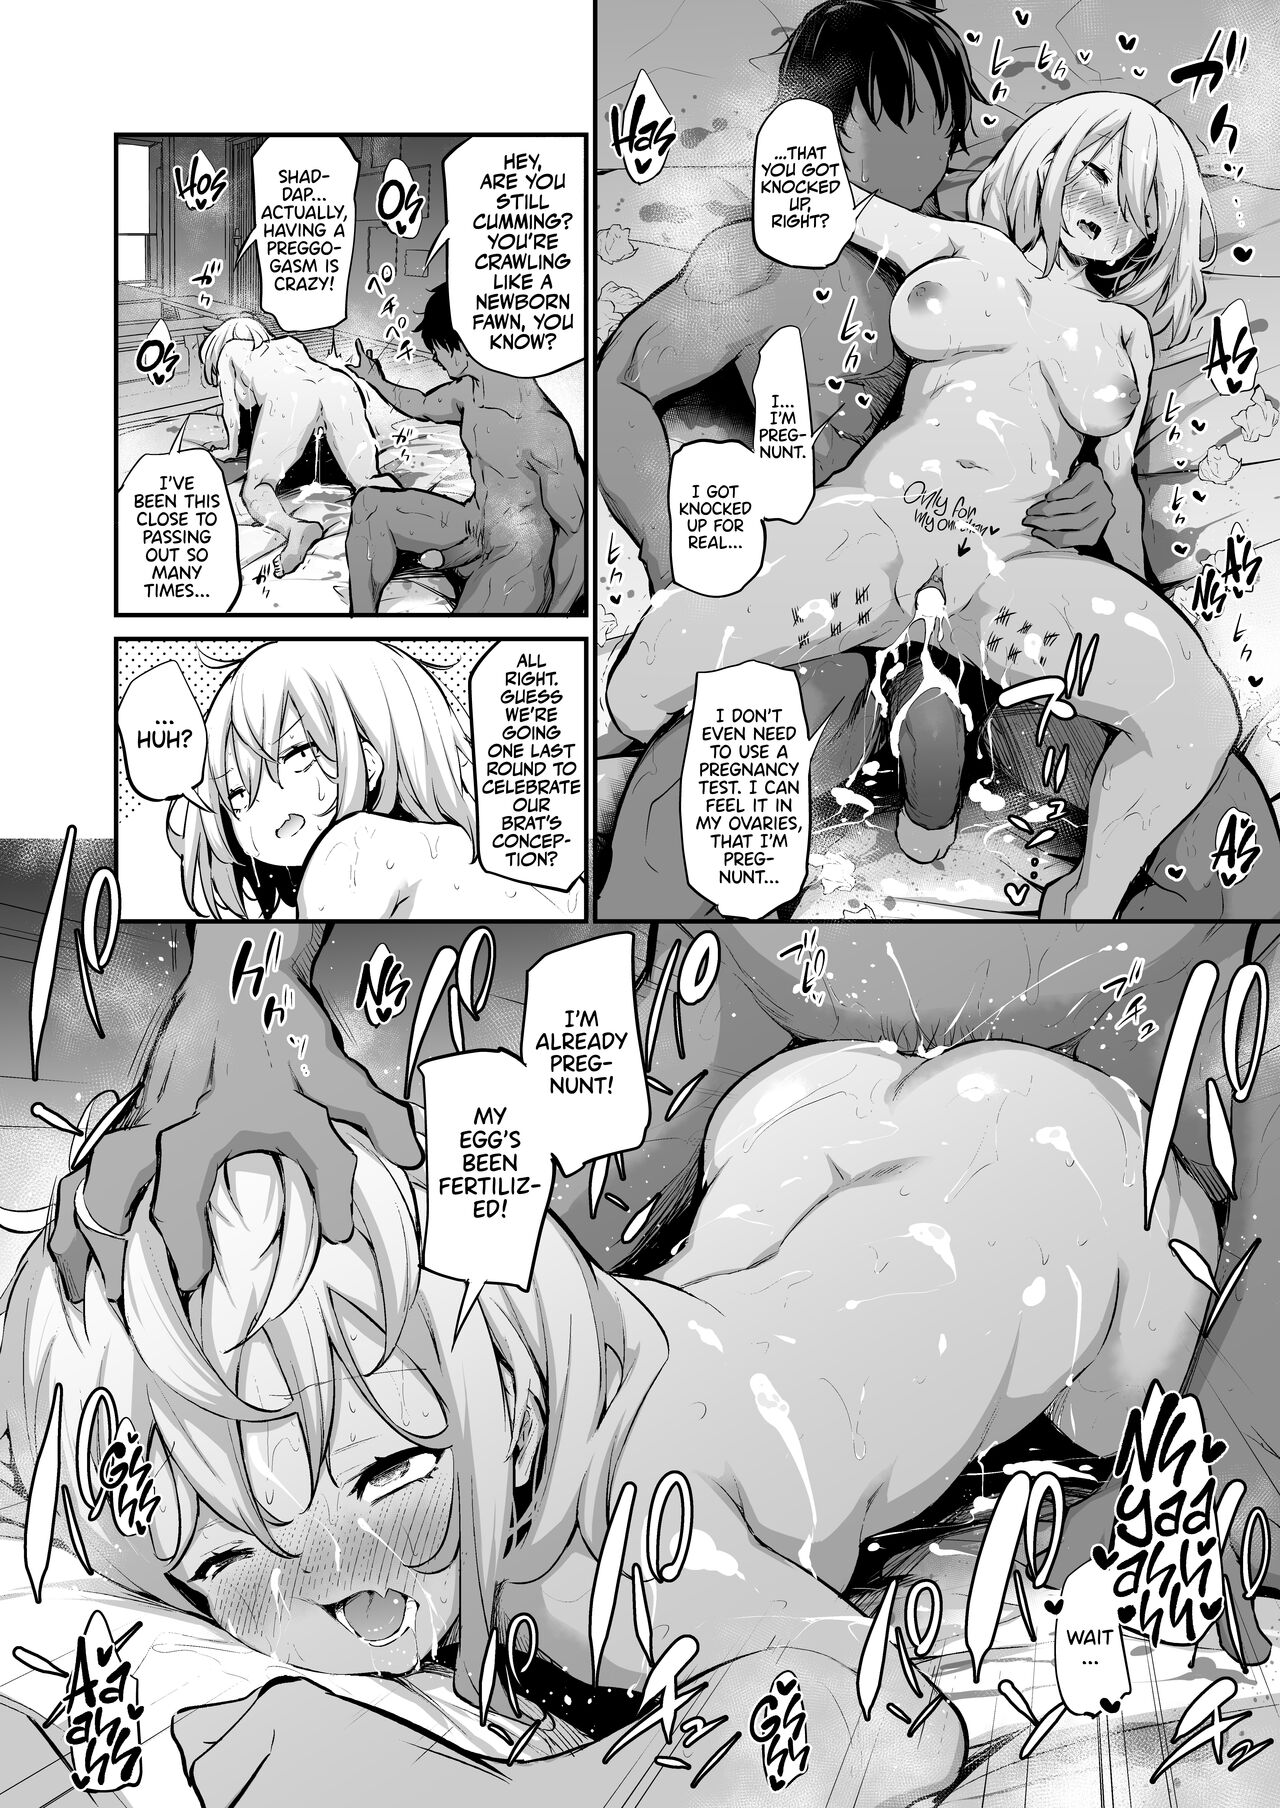 ...THAT
YOU GOT
KNOCKED
UP,
RIGHT?
I...
I'M
PREG-
NUNT.
I GOT
KNOCKED
UP FOR
REAL...
Only for
I DON'T
EVEN NEED
TO USE A
PREGNANCY
TEST. I CAN
FEEL IT IN
MY OVARIES,
THAT I'M
PREG-
NUNT...
Has
As
As
Ns
As
HEY,
ARE YOU
STILL
CUMMING?
YOU'RE
CRAWLING
LIKE A
NEWBORN
FAWN, YOU
KNOW?
SHAD-
DAP...
ACTUALLY,
HAVING A
PREGGO-
GASM IS
CRAZY!
Hos
Os
Os
I'VE
BEEN THIS
CLOSE TO
PASSING
OUT SO
MANY
TIMES...
ALL
RIGHT.
GUESS
WE'RE
GOING
ONE LAST
ROUND TO
CELEBRATE
OUR
BRAT'S
CONCEP-
TION?
...
HUH?
I'M
ALREADY
PREG-
NUNT!
MY
EGG'S
BEEN
FERTILIZ-
ED!
Ns
WAIT
...